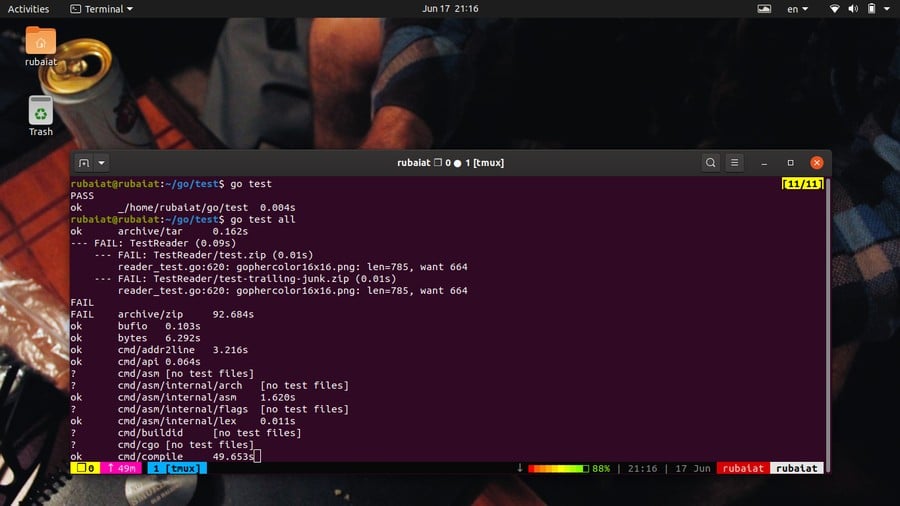 Activities
Terminal
Jun 17 21:16
en
rubaiat
Trash
rubaiat ❐ 0 ● 1 [tmux]
rubaiat@rubaiat:~/go/test$ go test
[11/11]
PASS
ok _/home/rubaiat/go/test 0.004s
rubaiat@rubaiat:~/go/test$ go test all
ok archive/tar 0.162s
--- FAIL: TestReader (0.09s)
--- FAIL: TestReader/test.zip (0.01s)
reader_test.go:620: gophercolor16x16.png: len=785, want 664
--- FAIL: TestReader/test-trailing-junk.zip (0.01s)
reader_test.go:620: gophercolor16x16.png: len=785, want 664
FAIL
FAIL archive/zip 92.684s
ok bufio 0.103s
ok bytes 6.292s
ok cmd/addr2line 3.216s
ok cmd/api 0.064s
? cmd/asm [no test files]
? cmd/asm/internal/arch [no test files]
ok cmd/asm/internal/asm 1.620s
? cmd/asm/internal/flags [no test files]
ok cmd/asm/internal/lex 0.011s
? cmd/buildid [no test files]
? cmd/cgo [no test files]
ok cmd/compile 49.653s
❐ 0 ↑ 49m 1 [tmux] ↓ 88% | 21:16 | 17 Jun rubaiat rubaiat